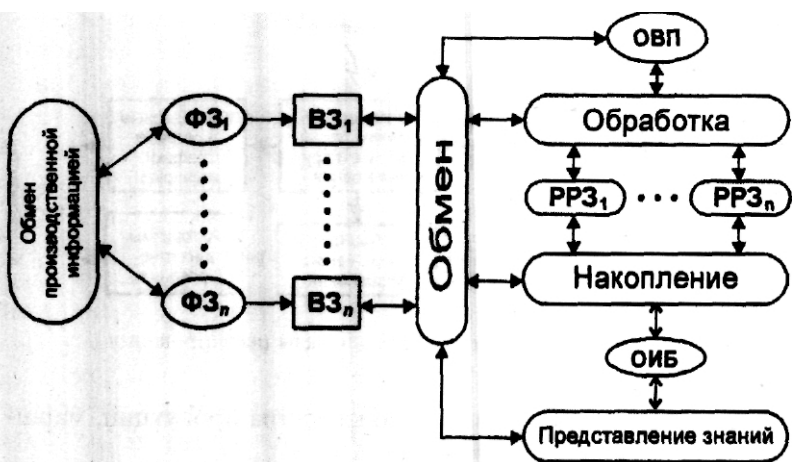 ОВП
Обмен
производственной
информацией
ФЗ₁
ВЗ₁
Обмен
Обработка
РРЗ₁
РРЗₙ
Накопление
ФЗₙ
ВЗₙ
ОИБ
Представление знаний